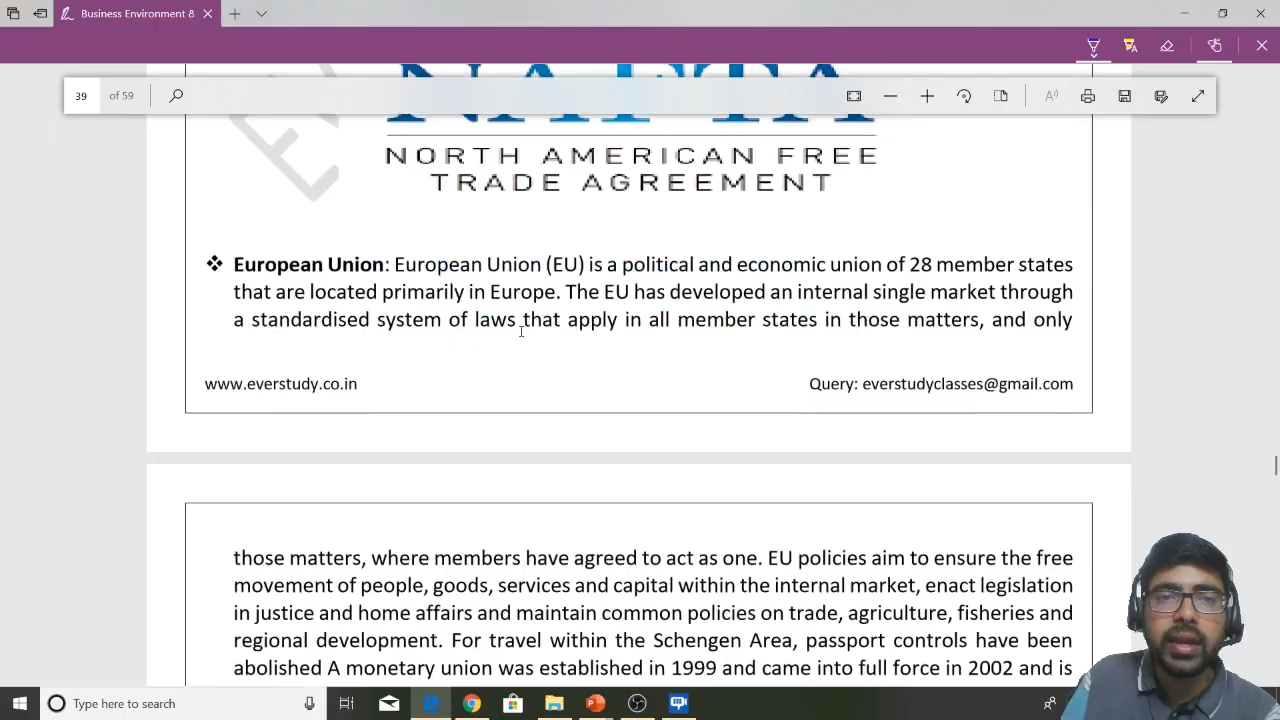 Business Environment 8
39 of 59
NAFTA
NORTH AMERICAN FREE
TRADE AGREEMENT
❖ European Union: European Union (EU) is a political and economic union of 28 member states
that are located primarily in Europe. The EU has developed an internal single market through
a standardised system of laws that apply in all member states in those matters, and only
www.everstudy.co.in Query: everstudyclasses@gmail.com
those matters, where members have agreed to act as one. EU policies aim to ensure the free
movement of people, goods, services and capital within the internal market, enact legislation
in justice and home affairs and maintain common policies on trade, agriculture, fisheries and
regional development. For travel within the Schengen Area, passport controls have been
abolished A monetary union was established in 1999 and came into full force in 2002 and is
Type here to search